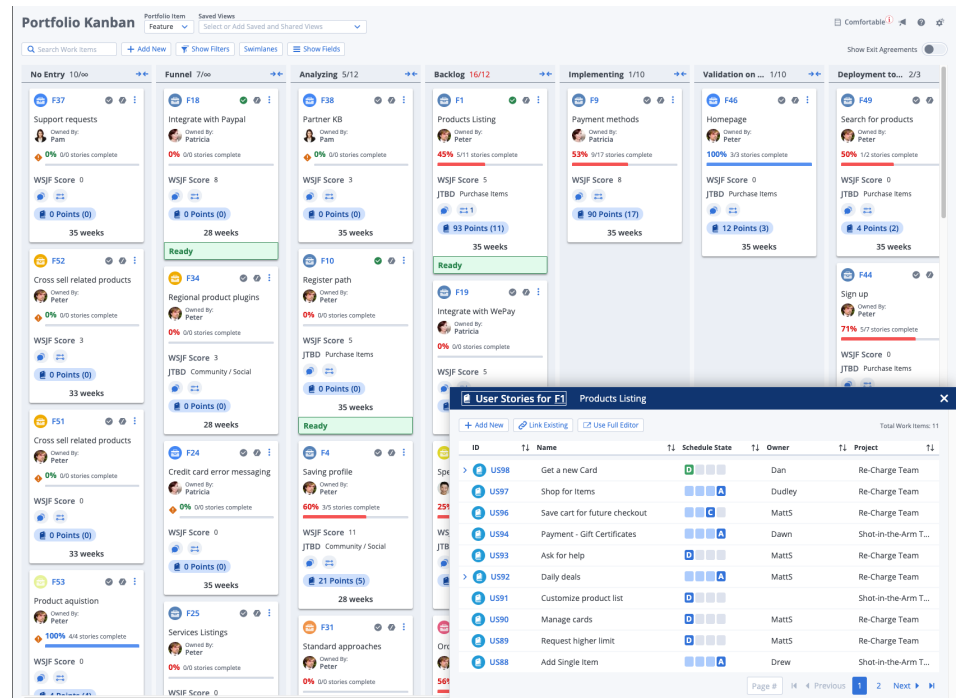 Portfolio Kanban
Portfolio Item
Feature
Saved Views
Select or Add Saved and Shared Views
Comfortable
Search Work Items
+ Add New
Show Filters
Swimlanes
Show Fields
Show Exit Agreements
No Entry 10/∞
F37
Support requests
Owned By:
Pam
0% 0/0 stories complete
WSJF Score 0
0 Points (0)
35 weeks
F52
Cross sell related products
Owned By:
Peter
0% 0/0 stories complete
WSJF Score 3
0 Points (0)
33 weeks
F51
Cross sell related products
Owned By:
Peter
0% 0/0 stories complete
WSJF Score 0
0 Points (0)
33 weeks
F53
Product aquistion
Owned By:
Peter
100% 4/4 stories complete
WSJF Score 0
4 Points (4)
Funnel 7/∞
F18
Integrate with Paypal
Owned By:
Patricia
0% 0/0 stories complete
WSJF Score 8
0 Points (0)
28 weeks
Ready
F34
Regional product plugins
Owned By:
Peter
0% 0/0 stories complete
WSJF Score 3
JTBD Community / Social
0 Points (0)
28 weeks
F24
Credit card error messaging
Owned By:
Patricia
0% 0/0 stories complete
WSJF Score 0
0 Points (0)
35 weeks
F25
Services Listings
Owned By:
Peter
0% 0/0 stories complete
WSJF Score 0
Analyzing 5/12
F38
Partner KB
Owned By:
Pam
0% 0/0 stories complete
WSJF Score 3
0 Points (0)
35 weeks
F10
Register path
Owned By:
Peter
0% 0/0 stories complete
WSJF Score 5
JTBD Purchase Items
0 Points (0)
35 weeks
Ready
F4
Saving profile
Owned By:
Peter
60% 3/5 stories complete
WSJF Score 11
JTBD Community / Social
21 Points (5)
28 weeks
F31
Standard approaches
Owned By:
Peter
0% 0/0 stories complete
Backlog 16/12
F1
Products Listing
Owned By:
Peter
45% 5/11 stories complete
WSJF Score 5
JTBD Purchase Items
1
93 Points (11)
35 weeks
Ready
F19
Integrate with WePay
Owned By:
Patricia
0% 0/0 stories complete
WSJF Score 5
Implementing 1/10
F9
Payment methods
Owned By:
Patricia
53% 9/17 stories complete
WSJF Score 8
90 Points (17)
35 weeks
Validation on ... 1/10
F46
Homepage
Owned By:
Peter
100% 3/3 stories complete
WSJF Score 0
JTBD Purchase Items
12 Points (3)
35 weeks
Deployment to... 2/3
F49
Search for products
Owned By:
Peter
50% 1/2 stories complete
WSJF Score 0
JTBD Purchase Items
4 Points (2)
35 weeks
F44
Sign up
Owned By:
Peter
71% 5/7 stories complete
WSJF Score 0
JTBD Purchase Items
User Stories for F1 Products Listing
+ Add New Link Existing Use Full Editor Total Work Items: 11
ID Name Schedule State Owner Project
US98 Get a new Card D Dan Re-Charge Team
US97 Shop for Items A Dudley Re-Charge Team
US96 Save cart for future checkout C MattS Re-Charge Team
US94 Payment - Gift Certificates A Dawn Shot-in-the-Arm T...
US93 Ask for help D MattS Re-Charge Team
US92 Daily deals A MattS Re-Charge Team
US91 Customize product list D Shot-in-the-Arm T...
US90 Manage cards D MattS Re-Charge Team
US89 Request higher limit D MattS Re-Charge Team
US88 Add Single Item A Drew Shot-in-the-Arm T...
Page # Previous 1 2 Next